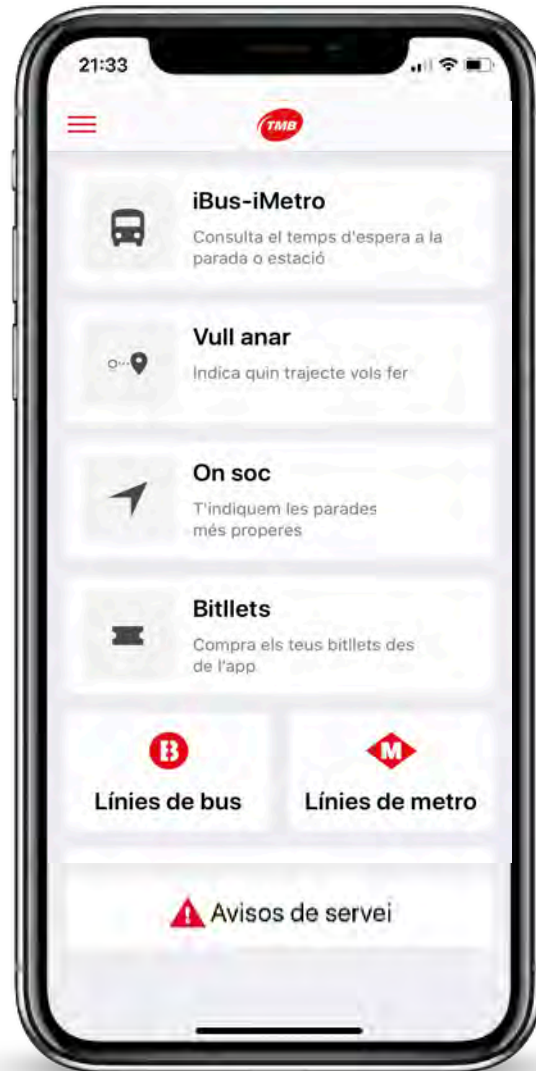 21:33
TMB
iBus-iMetro
Consulta el temps d'espera a la
parada o estació
Vull anar
Indica quin trajecte vols fer
On soc
T'indiquem les parades
més properes
Bitllets
Compra els teus bitllets des
de l'app
B
Línies de bus
M
Línies de metro
Avisos de servei